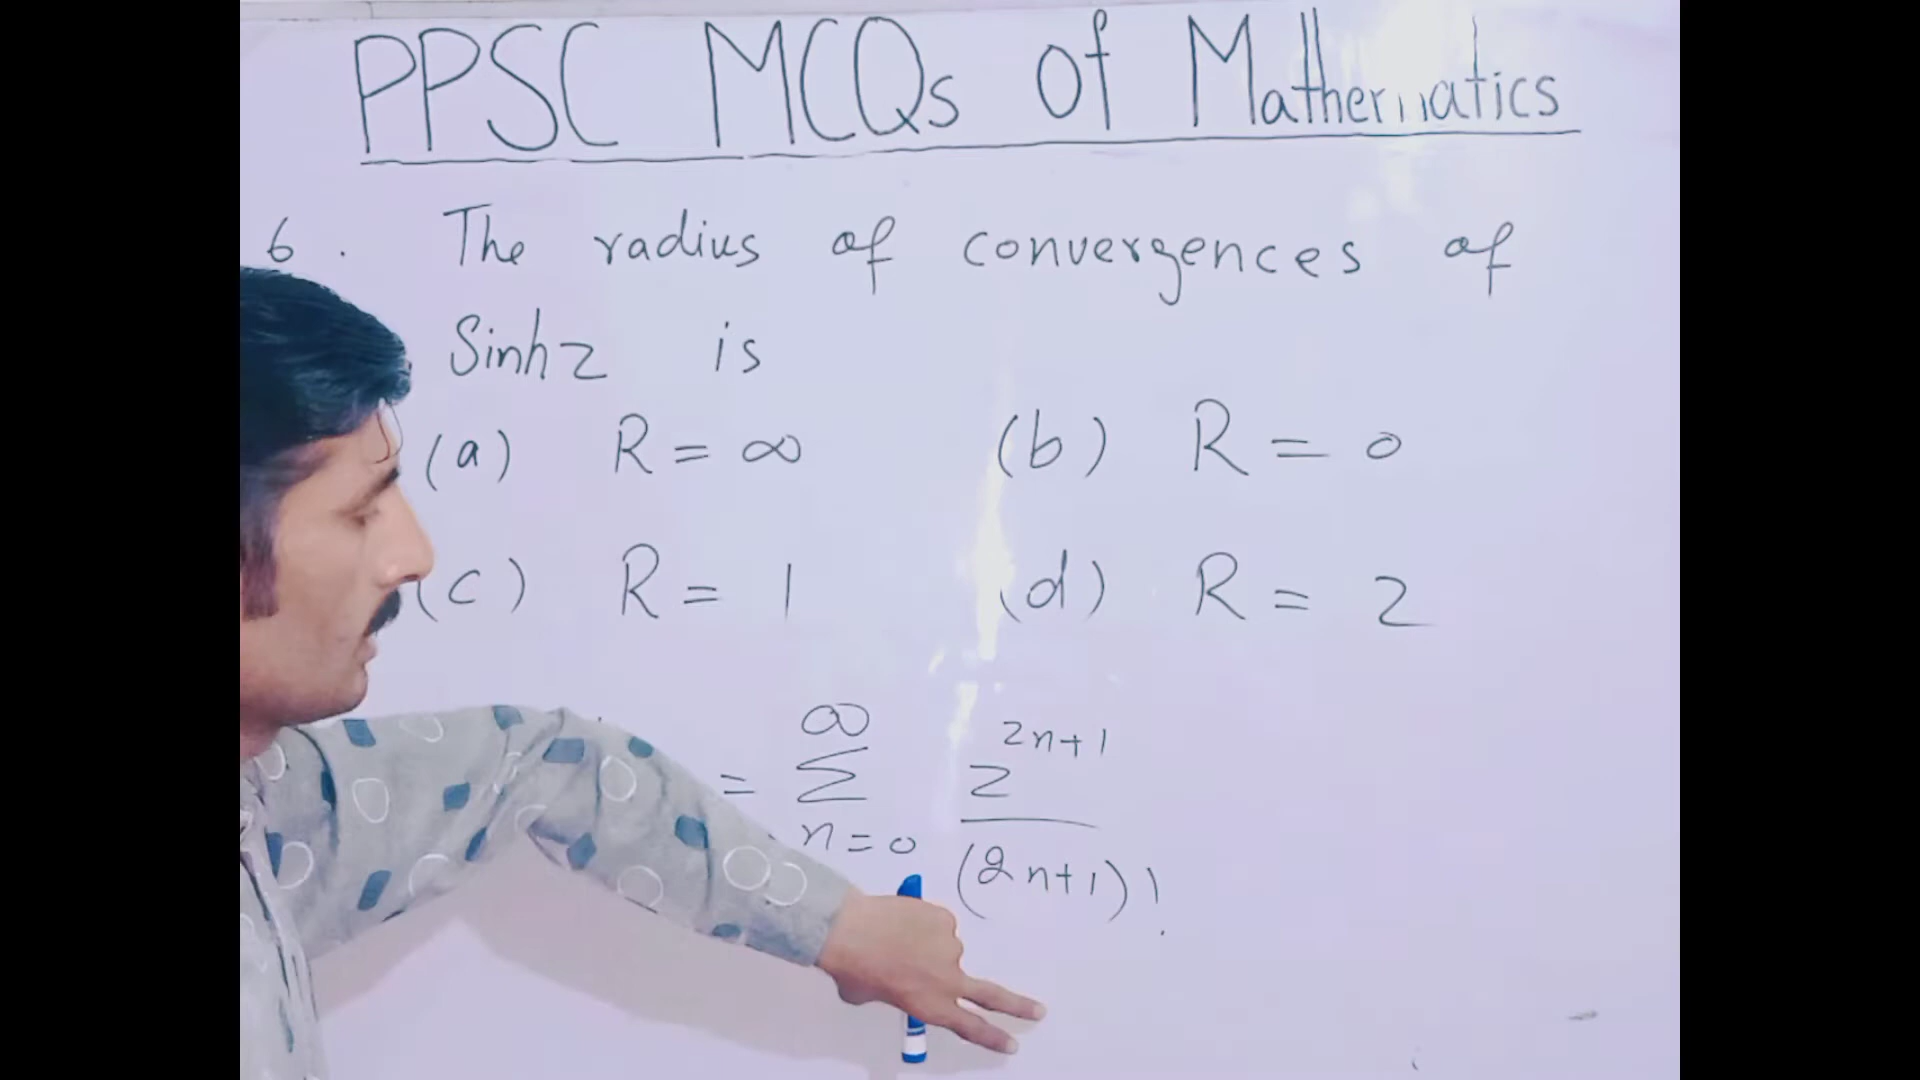 PPSC MCQs of Mathematics
6. The radius of convergences of
Sinhz is
(a) R = ∞ (b) R = 0
(c) R = 1 (d) R = 2
= ∞ Σ n=0 z^{2n+1} / (2n+1)!